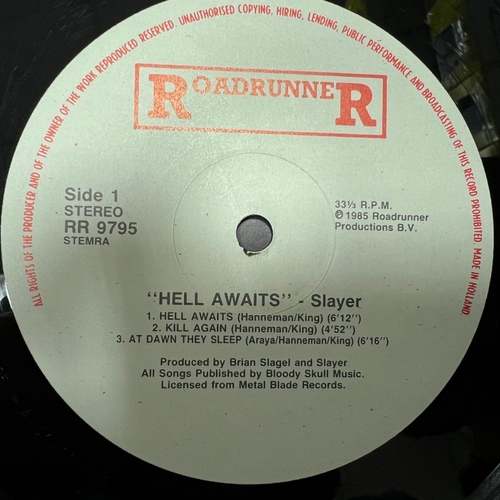 ALL RIGHTS OF THE PRODUCER AND OF THE OWNER OF THE WORK REPRODUCED RESERVED. UNAUTHORISED COPYING, HIRING, LENDING, PUBLIC PERFORMANCE AND BROADCASTING OF THIS RECORD PROHIBITED. MADE IN HOLLAND
ROADRUNNER
Side 1
STEREO
RR 9795
STEMRA
33⅓ R.P.M.
℗ 1985 Roadrunner
Productions B.V.
"HELL AWAITS" - Slayer
1. HELL AWAITS (Hanneman/King) (6'12'')
2. KILL AGAIN (Hanneman/King) (4'52'')
3. AT DAWN THEY SLEEP (Araya/Hanneman/King) (6'16'')
Produced by Brian Slagel and Slayer
All Songs Published by Bloody Skull Music.
Licensed from Metal Blade Records.